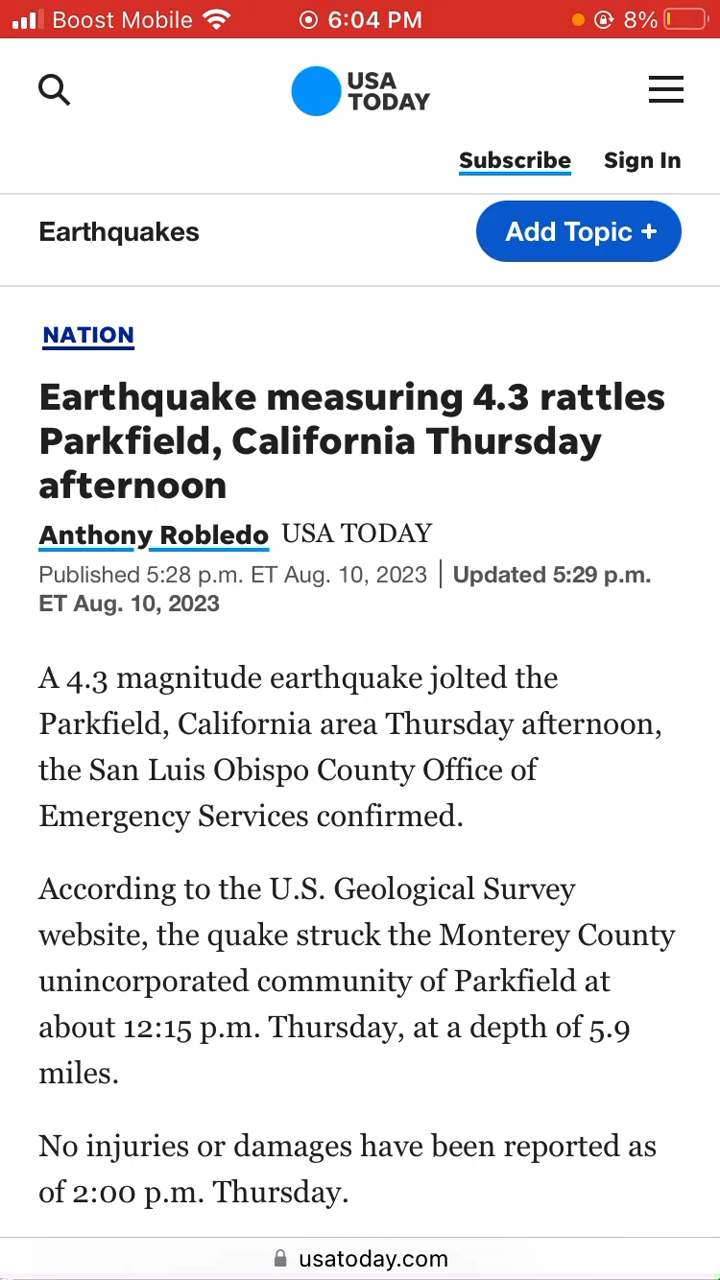 Boost Mobile 6:04 PM 8%
USA
TODAY
Subscribe Sign In
Earthquakes Add Topic +
NATION
Earthquake measuring 4.3 rattles
Parkfield, California Thursday
afternoon
Anthony Robledo USA TODAY
Published 5:28 p.m. ET Aug. 10, 2023 | Updated 5:29 p.m.
ET Aug. 10, 2023
A 4.3 magnitude earthquake jolted the
Parkfield, California area Thursday afternoon,
the San Luis Obispo County Office of
Emergency Services confirmed.
According to the U.S. Geological Survey
website, the quake struck the Monterey County
unincorporated community of Parkfield at
about 12:15 p.m. Thursday, at a depth of 5.9
miles.
No injuries or damages have been reported as
of 2:00 p.m. Thursday.
usatoday.com